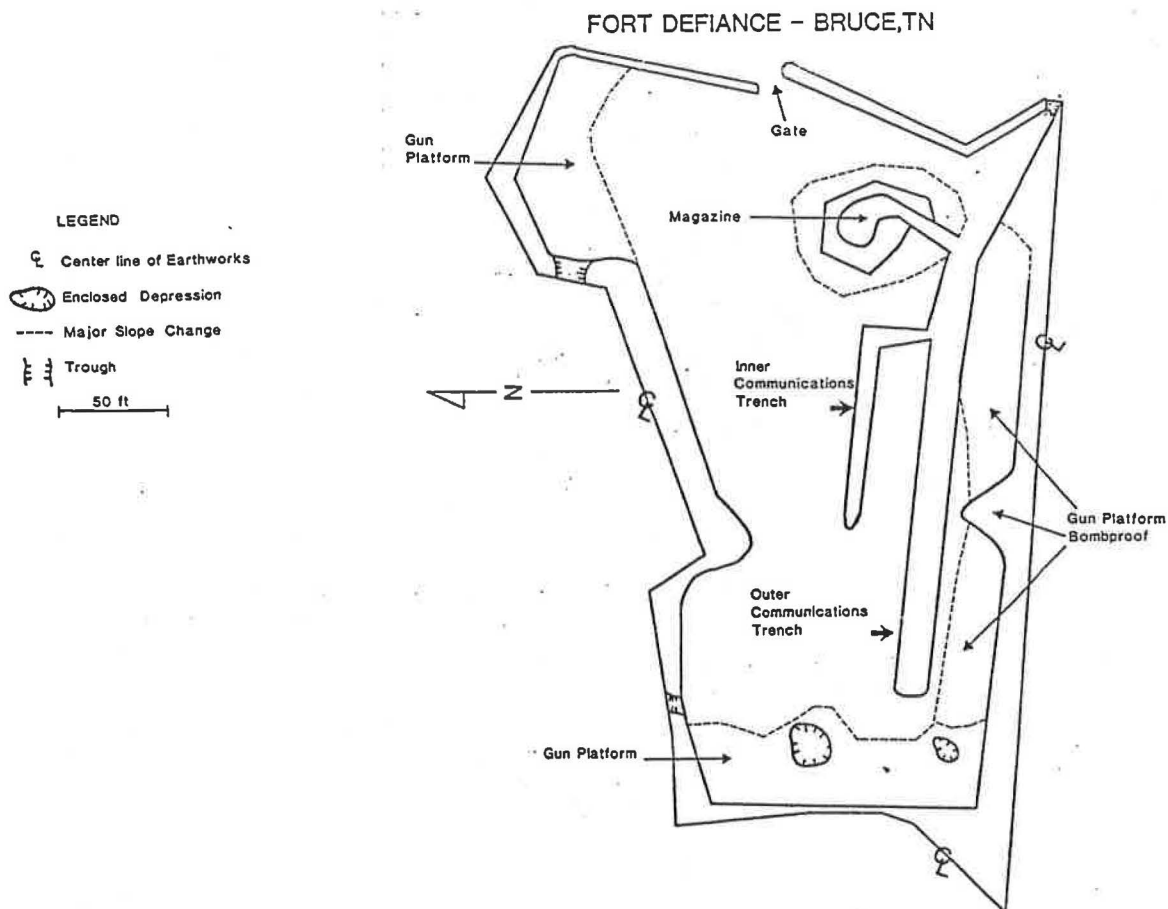 FORT DEFIANCE - BRUCE,TN
Gate
Gun
Platform
Magazine
LEGEND
℄ Center line of Earthworks
Enclosed Depression
Major Slope Change
Trough
50 ft
N
℄
℄
Inner
Communications
Trench
Gun Platform
Bombproof
Outer
Communications
Trench
Gun Platform
℄